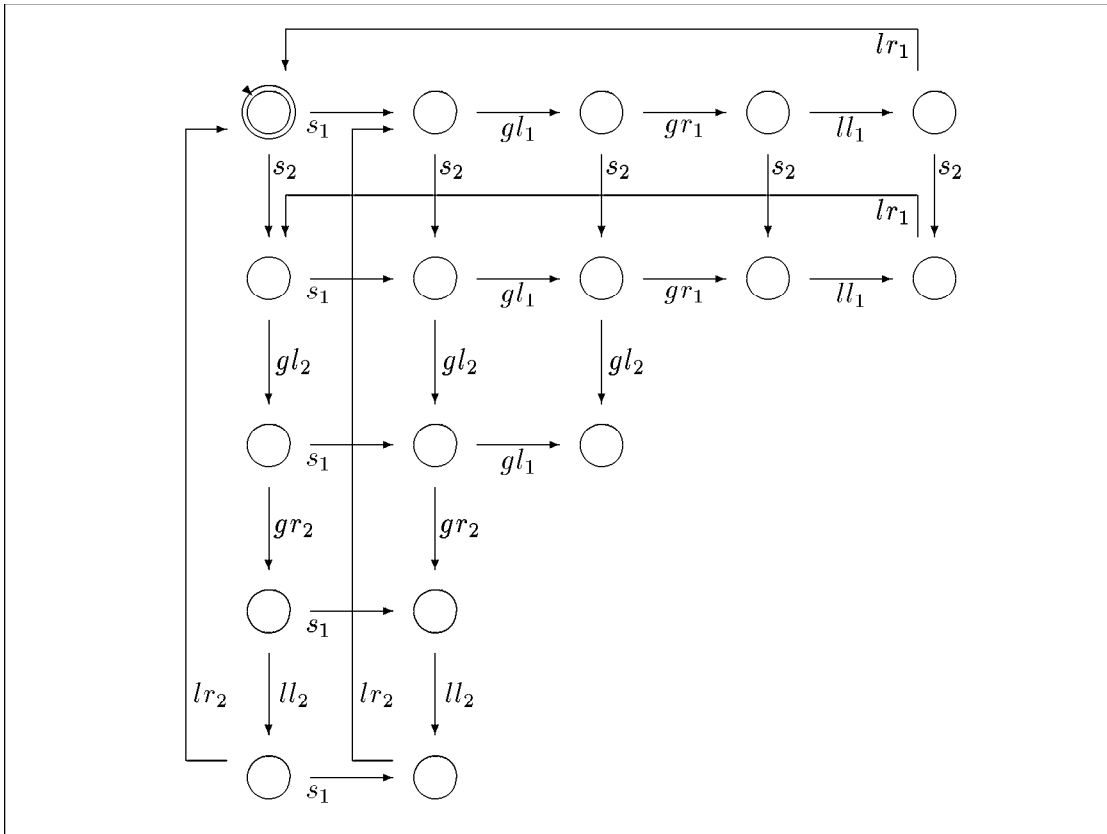 lr₁
s₁ gl₁ gr₁ ll₁
s₂ s₂ s₂ s₂ s₂
lr₁
s₁ gl₁ gr₁ ll₁
gl₂ gl₂ gl₂
s₁ gl₁
gr₂ gr₂
s₁
lr₂ ll₂ lr₂ ll₂
s₁